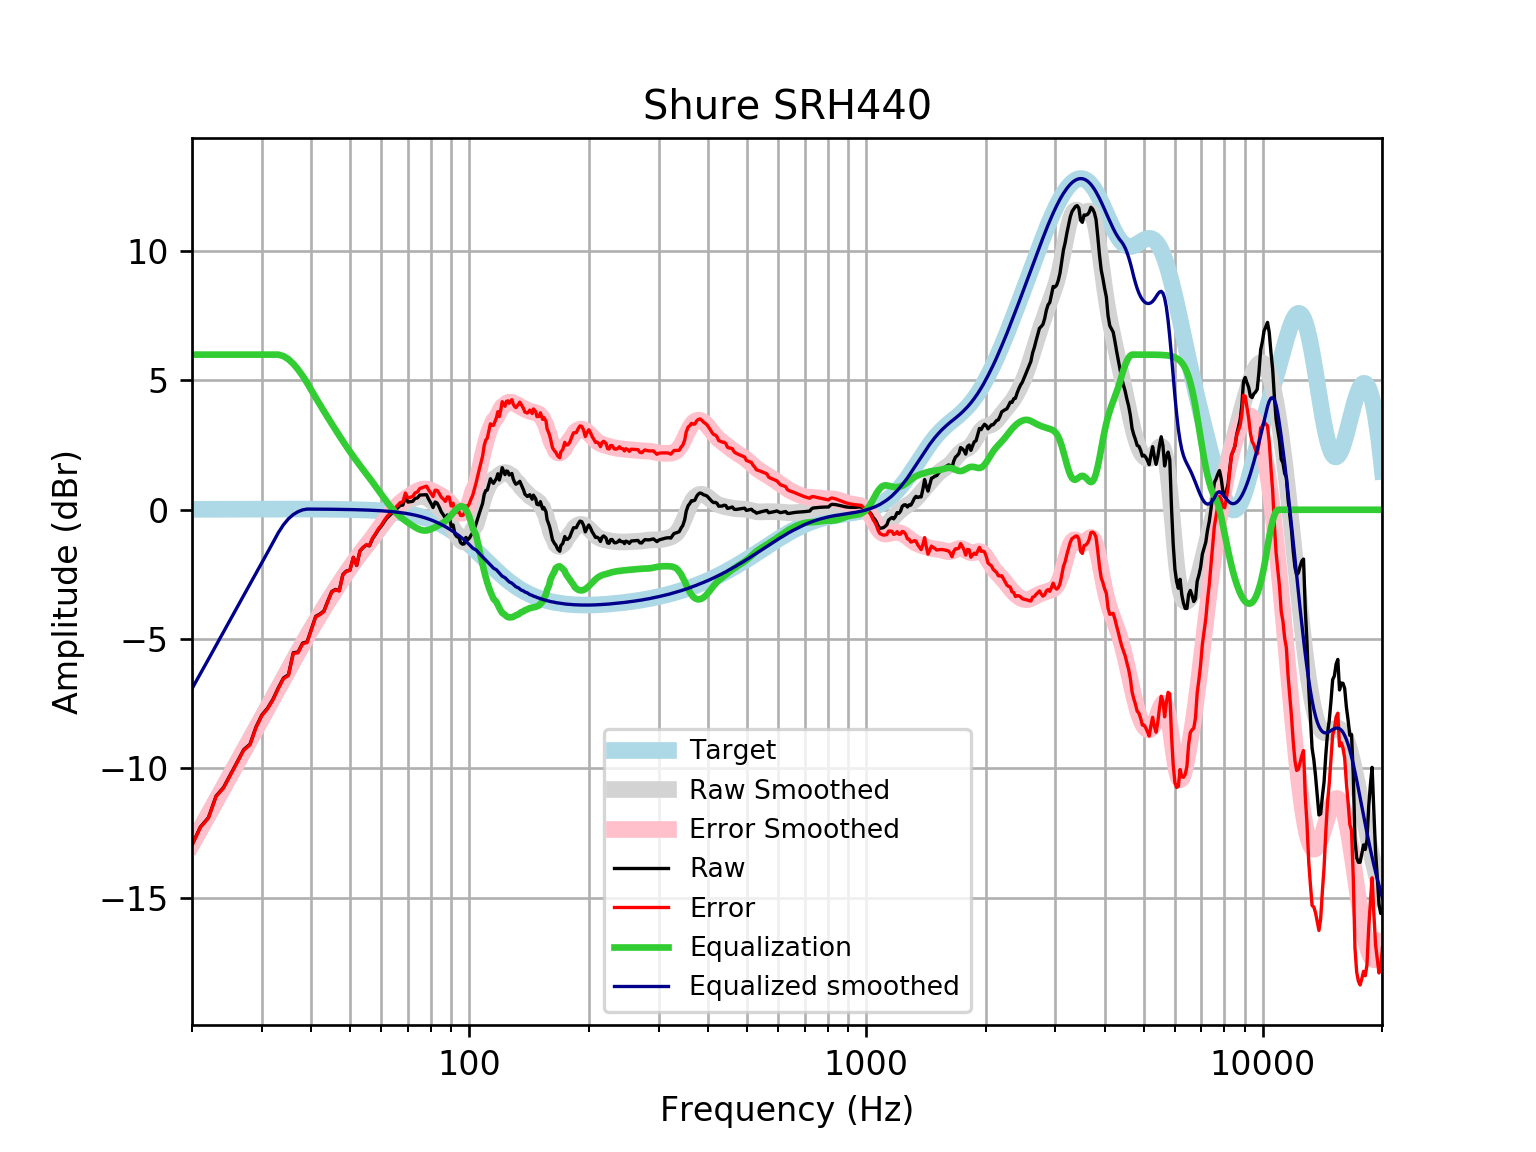 Shure SRH440
Amplitude (dBr)
10
5
0
−5
−10
−15
Target
Raw Smoothed
Error Smoothed
Raw
Error
Equalization
Equalized smoothed
100 1000 10000
Frequency (Hz)